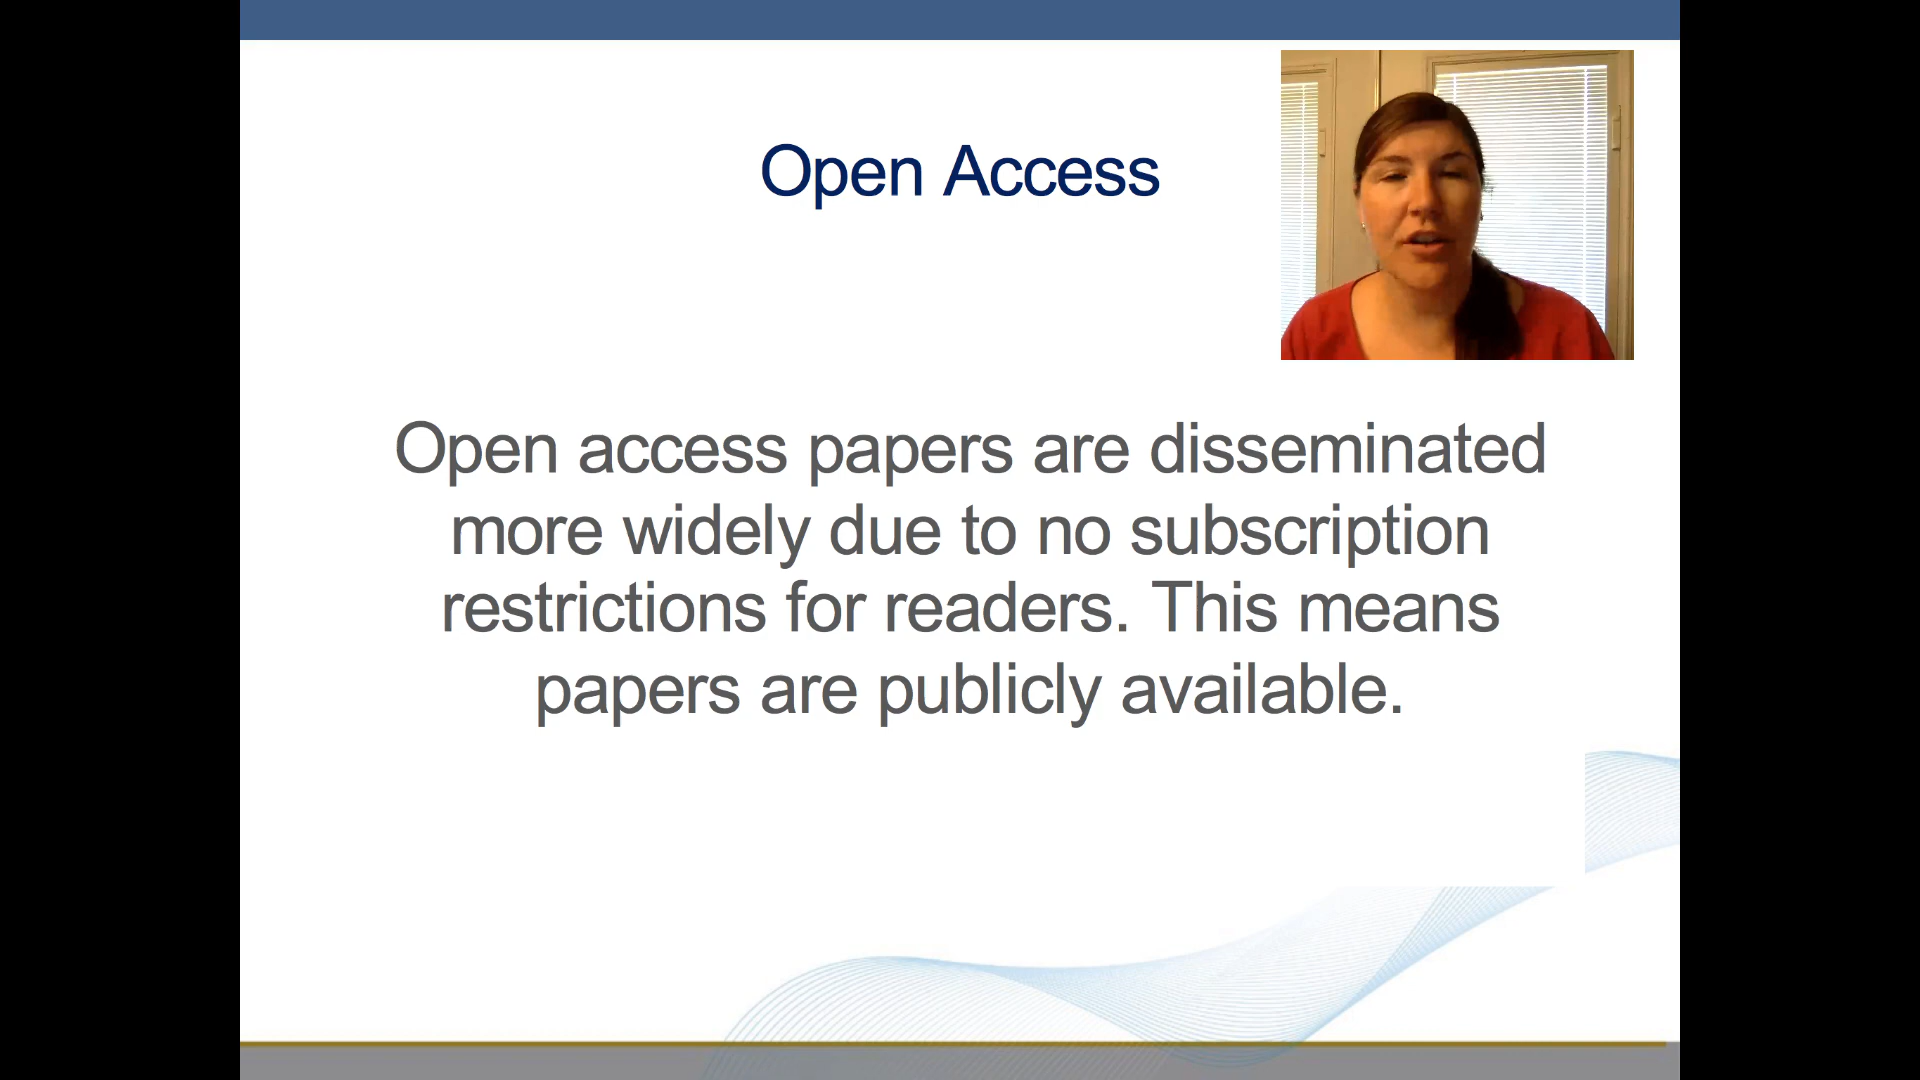 Open Access
Open access papers are disseminated
more widely due to no subscription
restrictions for readers. This means
papers are publicly available.